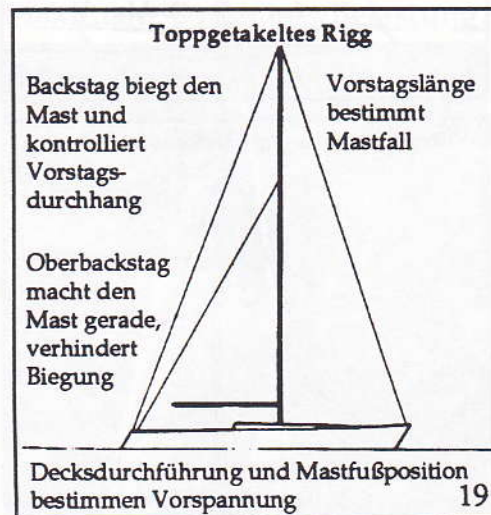 Toppgetakeltes Rigg
Backstag biegt den
Mast und
kontrolliert
Vorstags-
durchhang
Vorstagslänge
bestimmt
Mastfall
Oberbackstag
macht den
Mast gerade,
verhindert
Biegung
Decksdurchführung und Mastfußposition
bestimmen Vorspannung
19